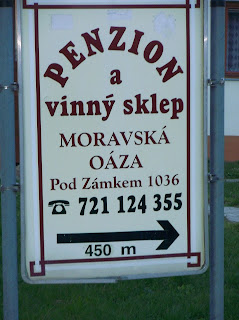 PENZION
a
vinný sklep
MORAVSKÁ
OÁZA
Pod Zámkem 1036
☎ 721 124 355
450 m